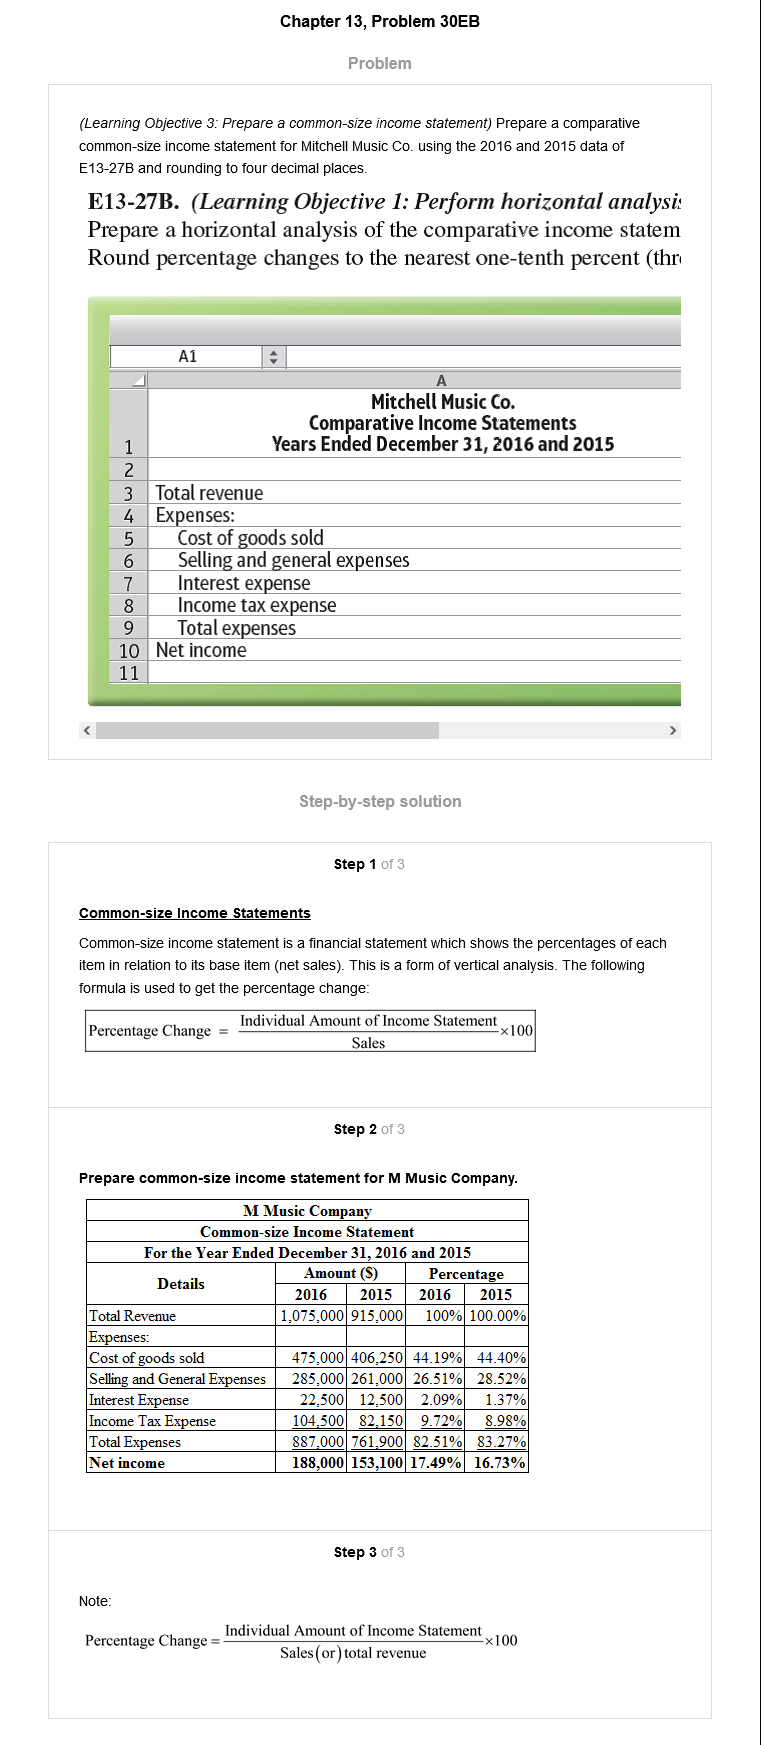 Chapter 13, Problem 30EB
Problem
(Learning Objective 3: Prepare a common-size income statement) Prepare a comparative
common-size income statement for Mitchell Music Co. using the 2016 and 2015 data of
E13-27B and rounding to four decimal places.
E13-27B. (Learning Objective 1: Perform horizontal analysis
Prepare a horizontal analysis of the comparative income statem
Round percentage changes to the nearest one-tenth percent (thr
A1
A
Mitchell Music Co.
Comparative Income Statements
1 Years Ended December 31, 2016 and 2015
2
3 Total revenue
4 Expenses:
5 Cost of goods sold
6 Selling and general expenses
7 Interest expense
8 Income tax expense
9 Total expenses
10 Net income
11
Step-by-step solution
Step 1 of 3
Common-size Income Statements
Common-size income statement is a financial statement which shows the percentages of each
item in relation to its base item (net sales). This is a form of vertical analysis. The following
formula is used to get the percentage change:
Percentage Change = Individual Amount of Income Statement / Sales ×100
Step 2 of 3
Prepare common-size income statement for M Music Company.
M Music Company
Common-size Income Statement
For the Year Ended December 31, 2016 and 2015
Details Amount ($) Percentage
2016 2015 2016 2015
Total Revenue 1,075,000 915,000 100% 100.00%
Expenses:
Cost of goods sold 475,000 406,250 44.19% 44.40%
Selling and General Expenses 285,000 261,000 26.51% 28.52%
Interest Expense 22,500 12,500 2.09% 1.37%
Income Tax Expense 104,500 82,150 9.72% 8.98%
Total Expenses 887,000 761,900 82.51% 83.27%
Net income 188,000 153,100 17.49% 16.73%
Step 3 of 3
Note:
Percentage Change = Individual Amount of Income Statement / Sales(or)total revenue ×100